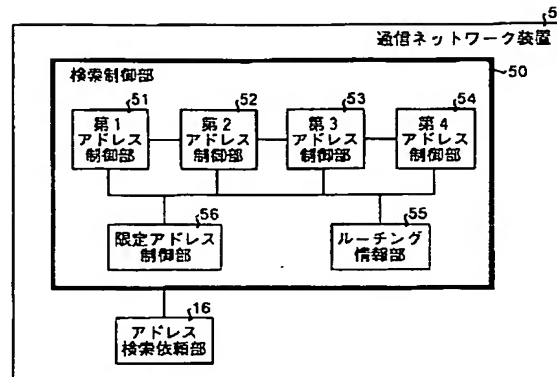 5
通信ネットワーク装置
検索制御部
50
51
52
53
54
第1
アドレス
制御部
第2
アドレス
制御部
第3
アドレス
制御部
第4
アドレス
制御部
56
55
限定アドレス
制御部
ルーチング
情報部
16
アドレス
検索依頼部